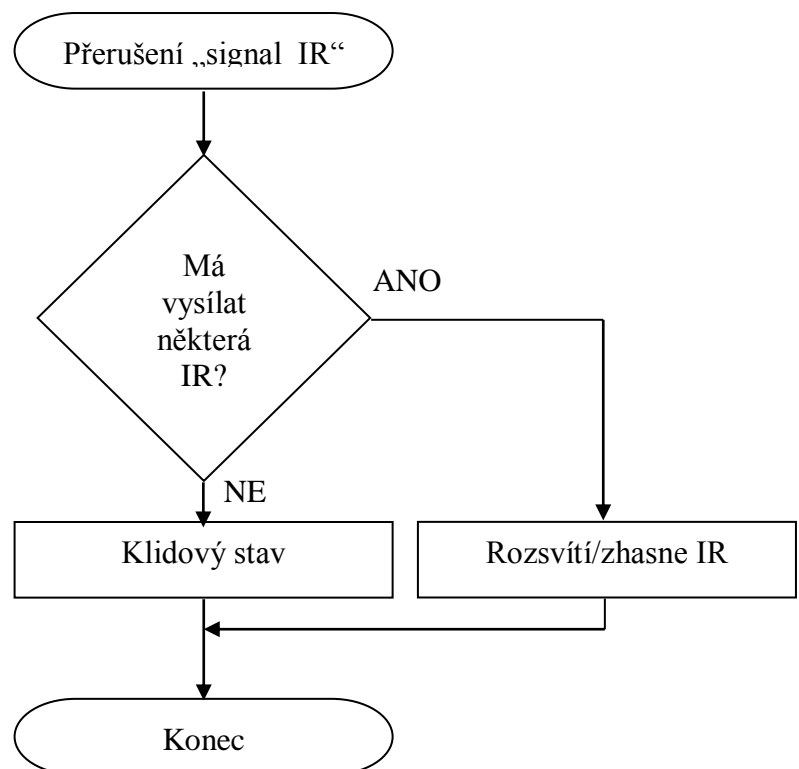 Přerušení „signal IR“
Má
vysílat
některá
IR?
ANO
NE
Klidový stav
Rozsvítí/zhasne IR
Konec